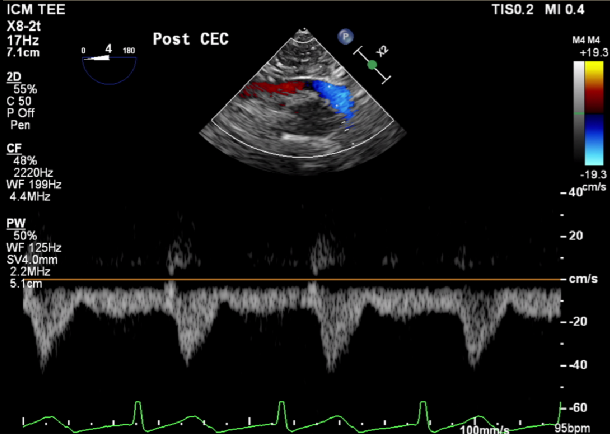 ICM TEE
TIS0.2 MI 0.4
X8-2t
17Hz
7.1cm
0 4 180
Post CEC
P
X2
M4 M4
+19.3
-19.3
cm/s
2D
55%
C 50
P Off
Pen
CF
48%
2220Hz
WF 199Hz
4.4MHz
PW
50%
WF 125Hz
SV4.0mm
2.2MHz
5.1cm
-40
-20
cm/s
--20
--40
--60
100mm/s
95bpm